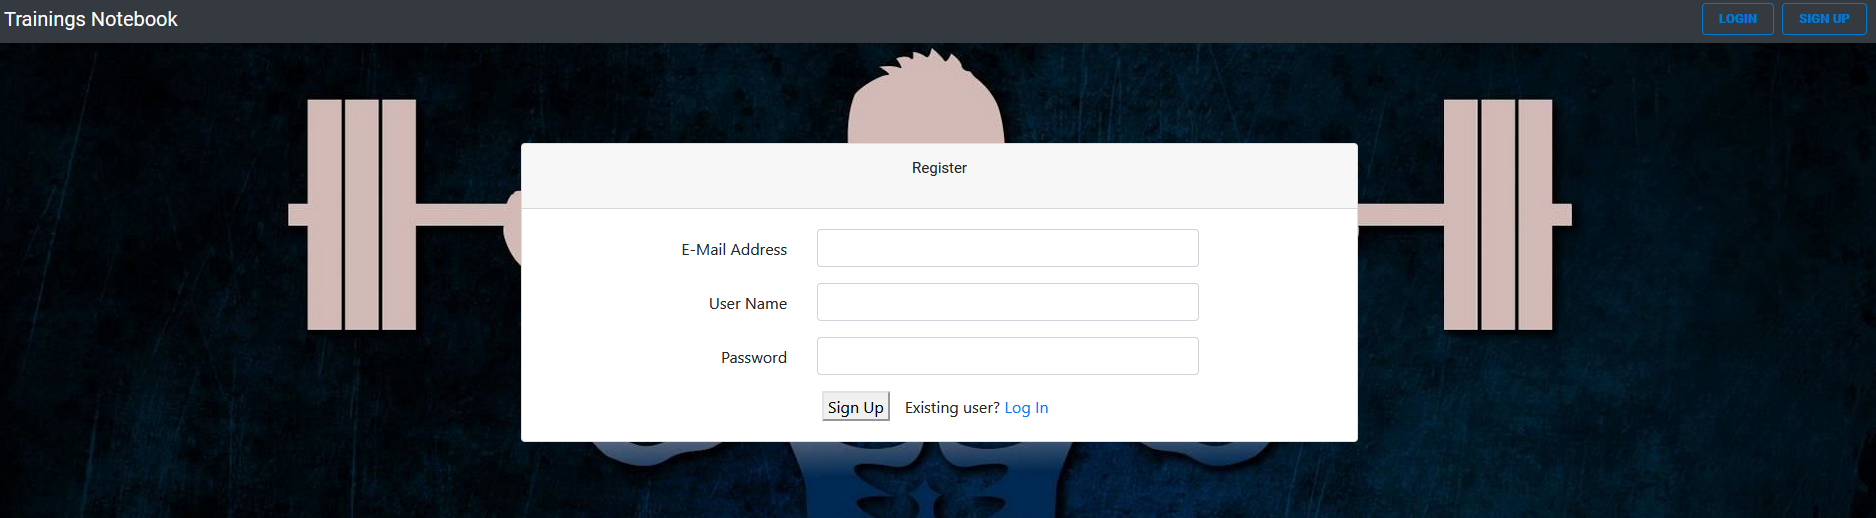 Trainings Notebook
LOGIN
SIGN UP
Register
E-Mail Address
User Name
Password
Sign Up
Existing user? Log In